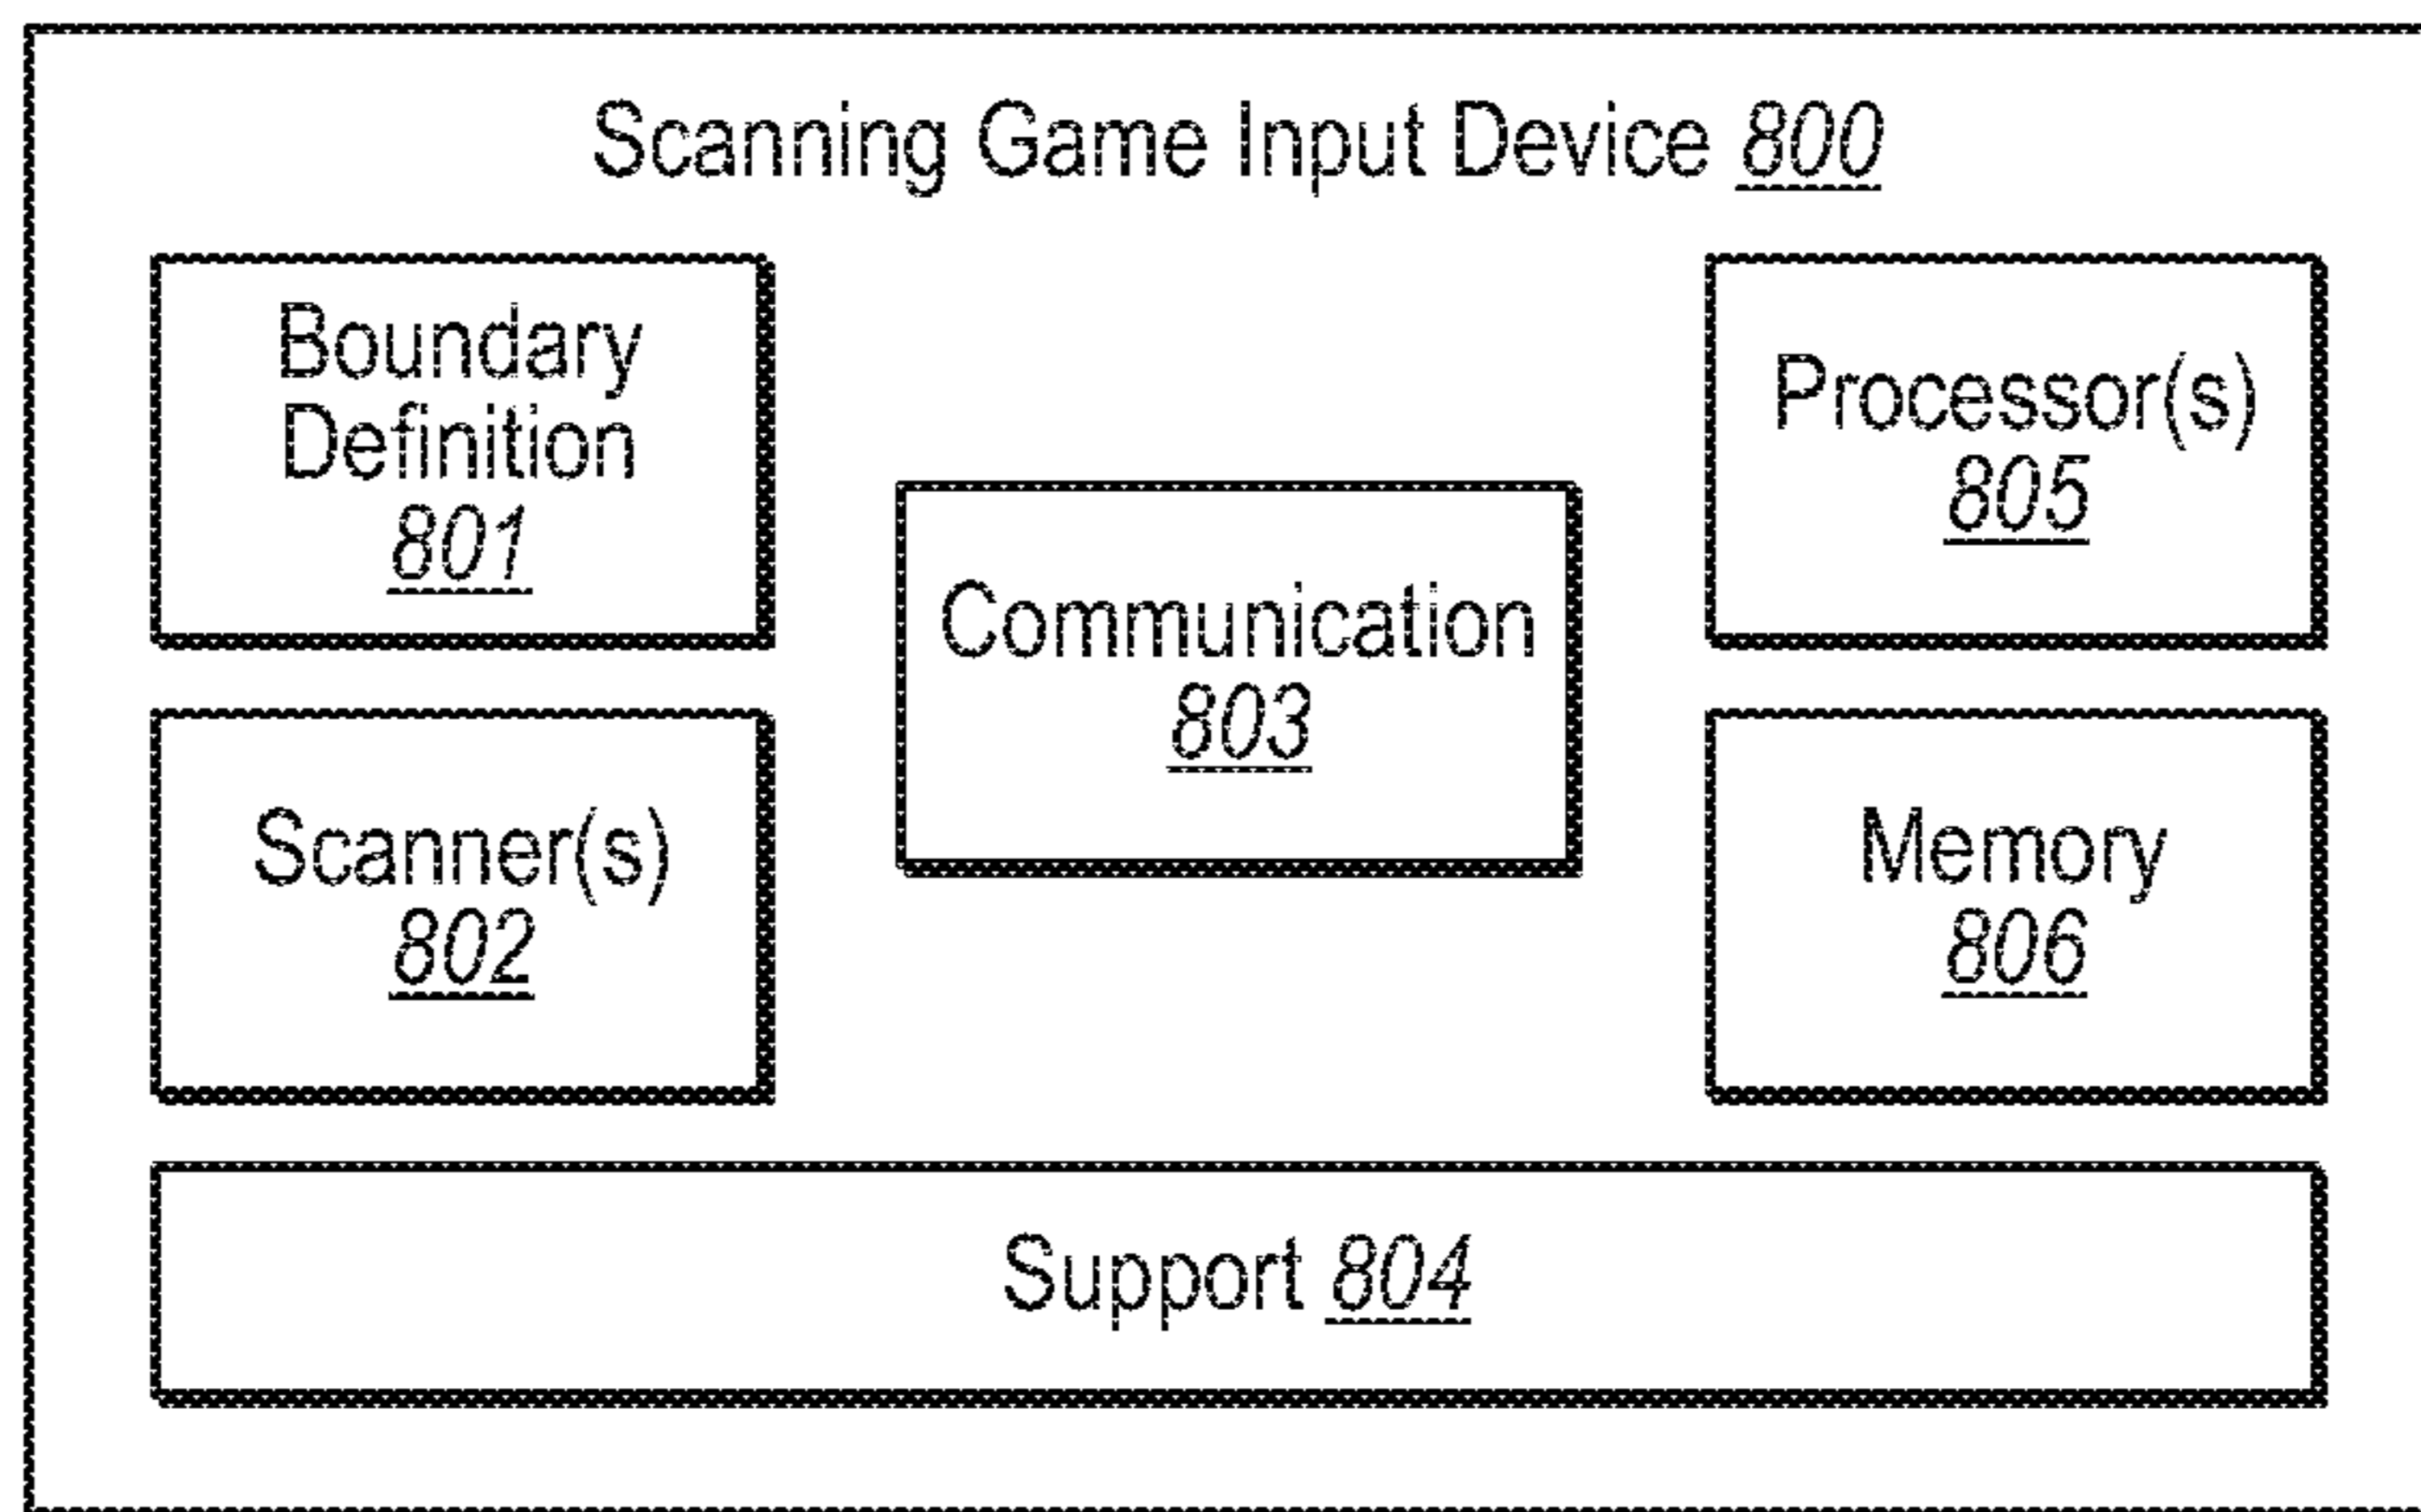 Scanning Game Input Device 800
Boundary
Definition
801
Processor(s)
805
Communication
803
Scanner(s)
802
Memory
806
Support 804